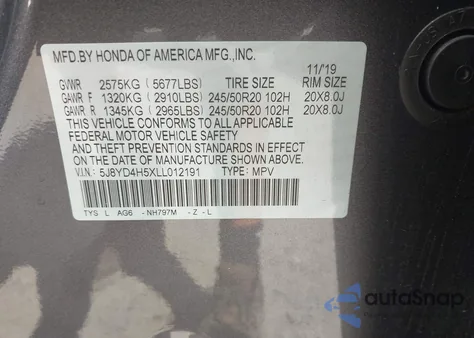 MFD.BY HONDA OF AMERICA MFG.,INC.
11/'19
GVWR 2575KG (5677LBS) TIRE SIZE RIM SIZE
GAWR F 1320KG (2910LBS) 245/50R20 102H 20X8.0J
GAWR R 1345KG (2965LBS) 245/50R20 102H 20X8.0J
THIS VEHICLE CONFORMS TO ALL APPLICABLE
FEDERAL MOTOR VEHICLE SAFETY
AND THEFT PREVENTION STANDARDS IN EFFECT
ON THE DATE OF MANUFACTURE SHOWN ABOVE.
V.I.N: 5J8YD4H5XLL012191 TYPE: MPV
TYS L AG6 -NH797M -Z-L
autoSnap